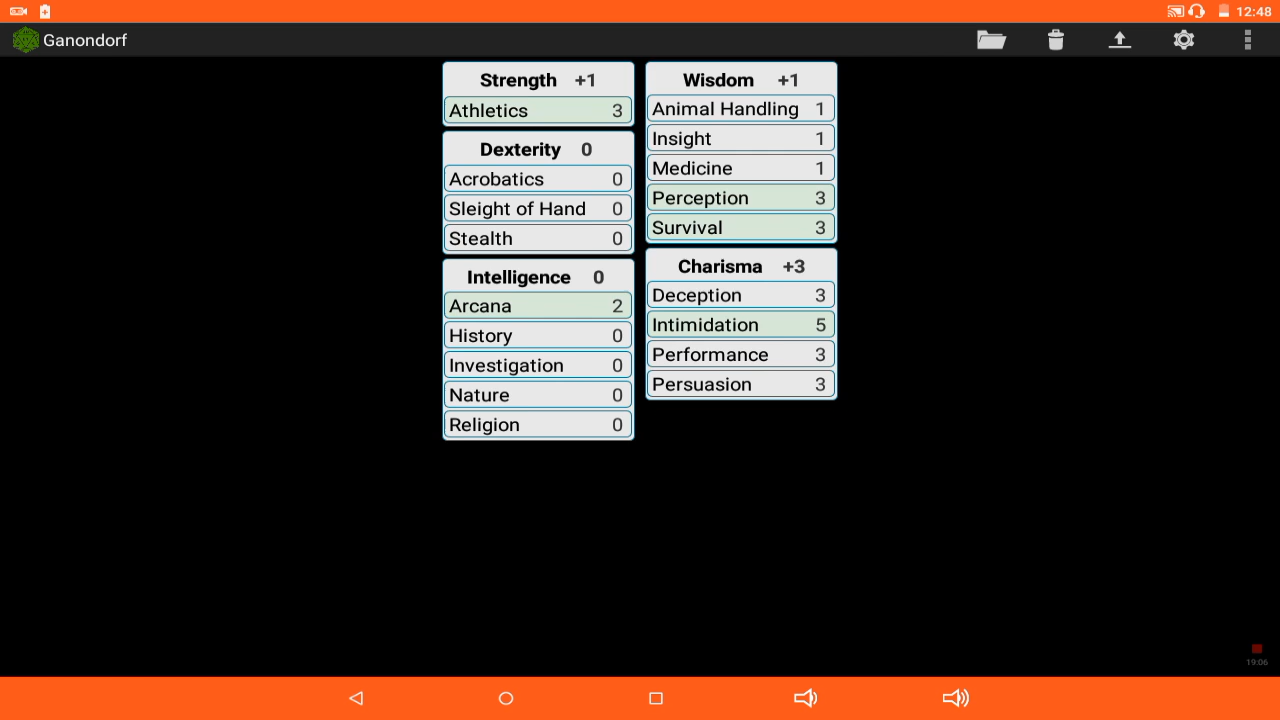 12:48
Ganondorf
Strength +1
Athletics 3
Dexterity 0
Acrobatics 0
Sleight of Hand 0
Stealth 0
Intelligence 0
Arcana 2
History 0
Investigation 0
Nature 0
Religion 0
Wisdom +1
Animal Handling 1
Insight 1
Medicine 1
Perception 3
Survival 3
Charisma +3
Deception 3
Intimidation 5
Performance 3
Persuasion 3
19:06